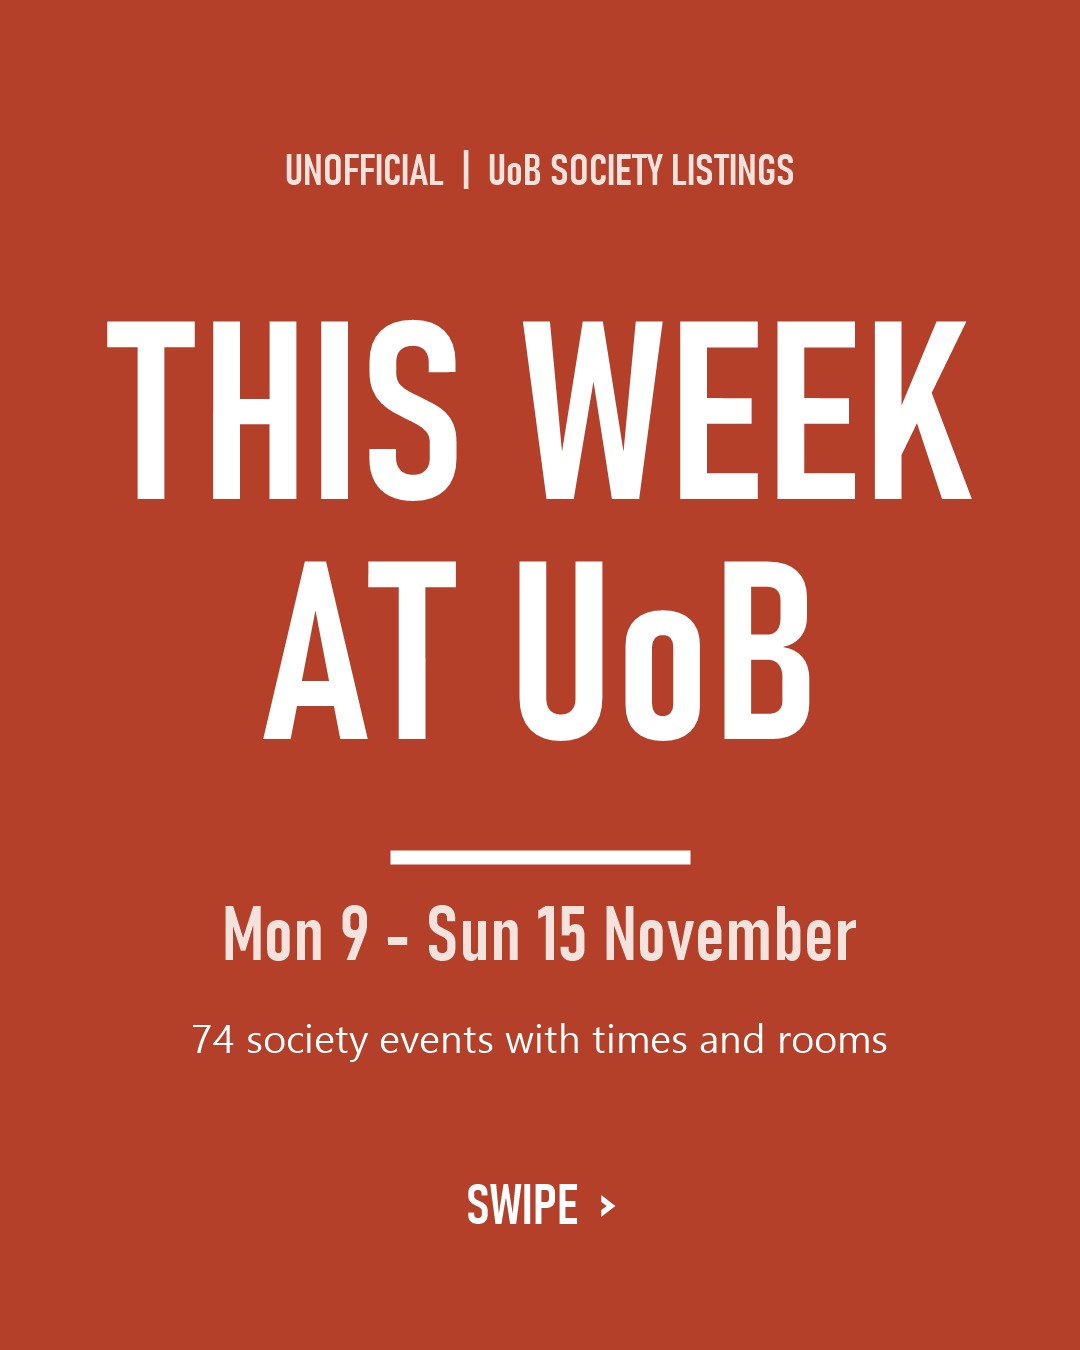 UNOFFICIAL | UoB SOCIETY LISTINGS
THIS WEEK
AT UoB
Mon 9 - Sun 15 November
74 society events with times and rooms
SWIPE >